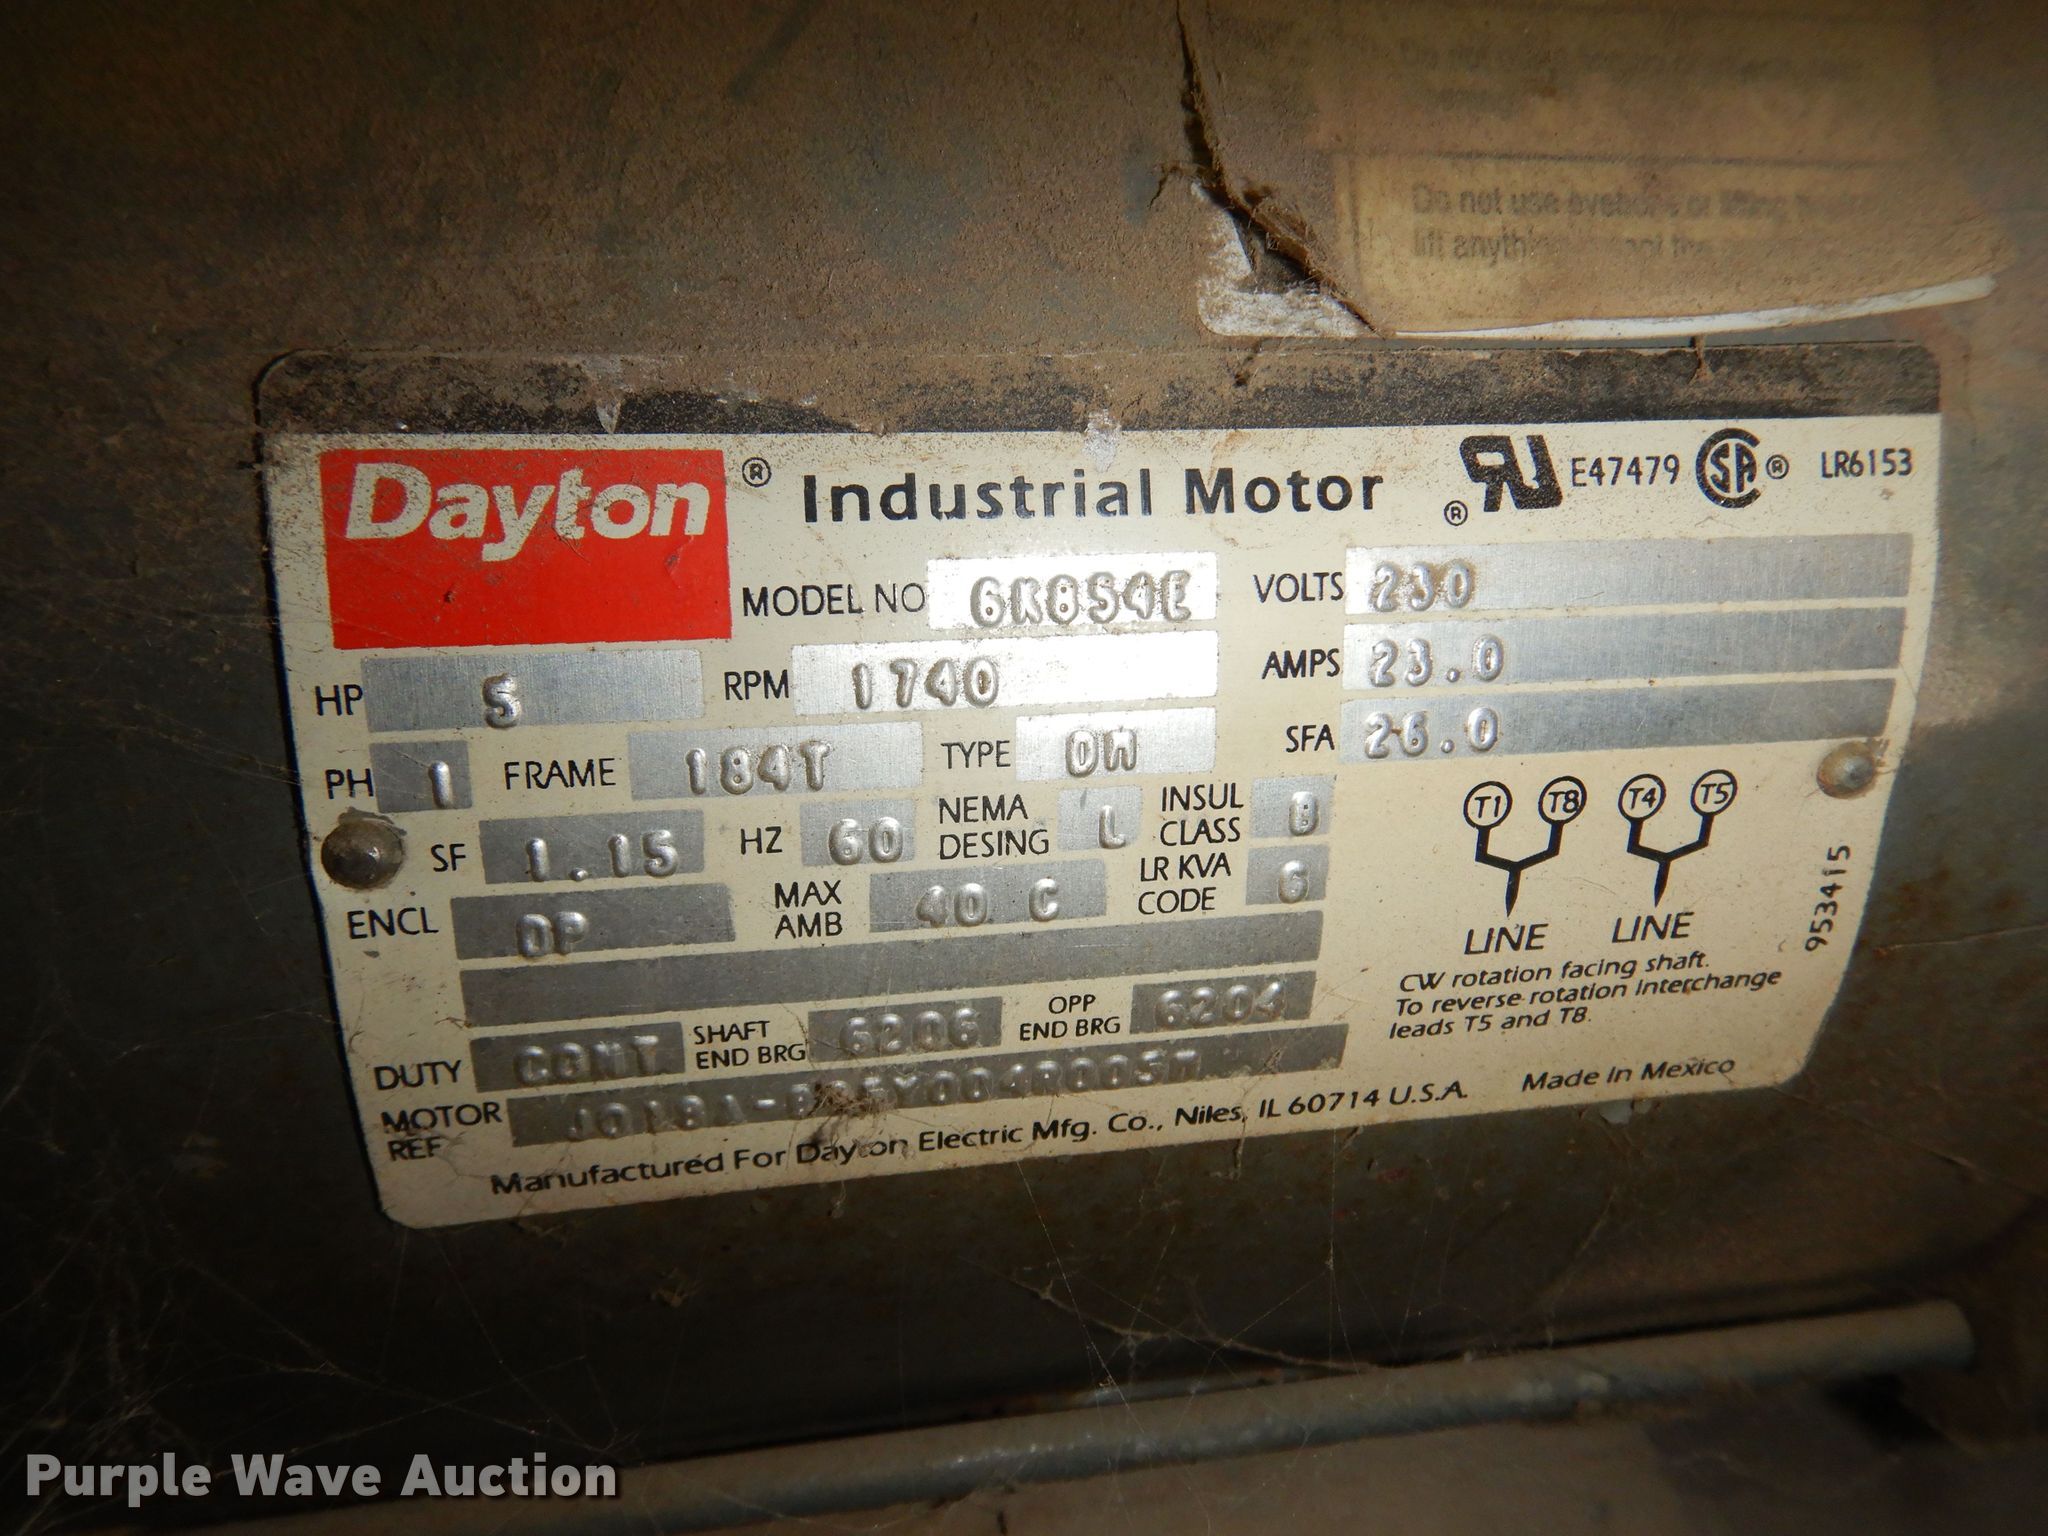 Do not use eyebolts or lifting
lift anything except the
Dayton ® Industrial Motor ® E47479 ® LR6153
MODEL NO 6K854E VOLTS 230
HP 5 RPM 1740 AMPS 23.0
PH 1 FRAME 184T TYPE DW SFA 26.0
SF 1.15 HZ 60 NEMA DESING L INSUL CLASS B
ENCL DP MAX AMB 40 C LR KVA CODE G
T1 T8 T4 T5
LINE LINE
CW rotation facing shaft.
To reverse rotation interchange
leads T5 and T8.
953415
DUTY CONT SHAFT END BRG 6206 OPP END BRG 6204
MOTOR REF
Manufactured For Dayton Electric Mfg. Co., Niles, IL 60714 U.S.A. Made In Mexico
Purple Wave Auction